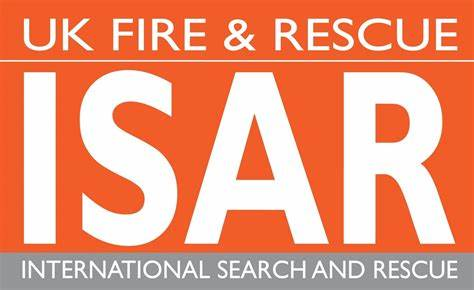 UK FIRE & RESCUE
ISAR
INTERNATIONAL SEARCH AND RESCUE